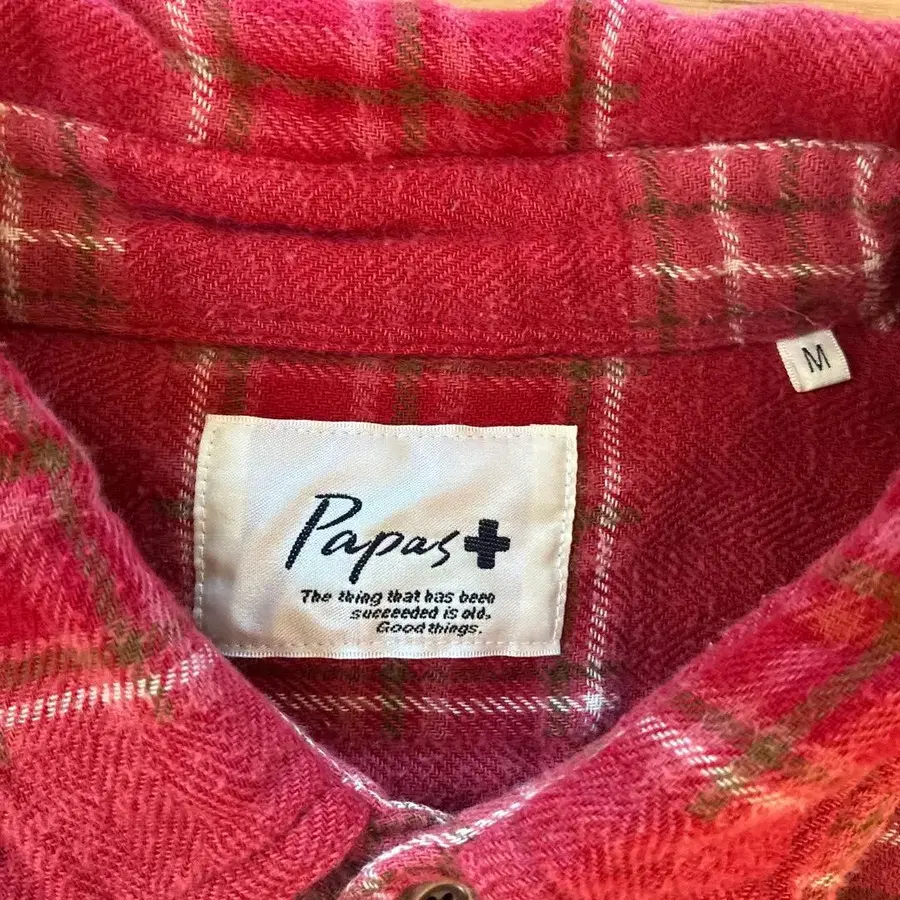 M
Papas+
The thing that has been
succeeded is old.
Good things.